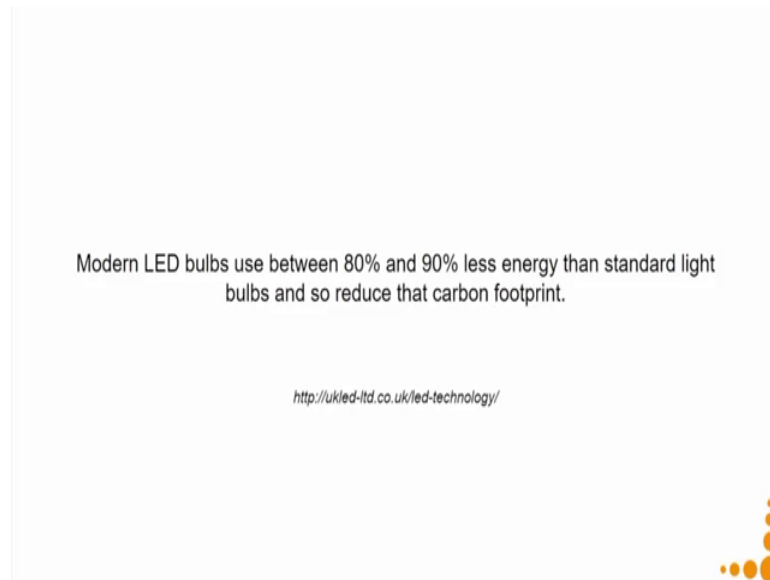 Modern LED bulbs use between 80% and 90% less energy than standard light
bulbs and so reduce that carbon footprint.
http://ukled-ltd.co.uk/led-technology/